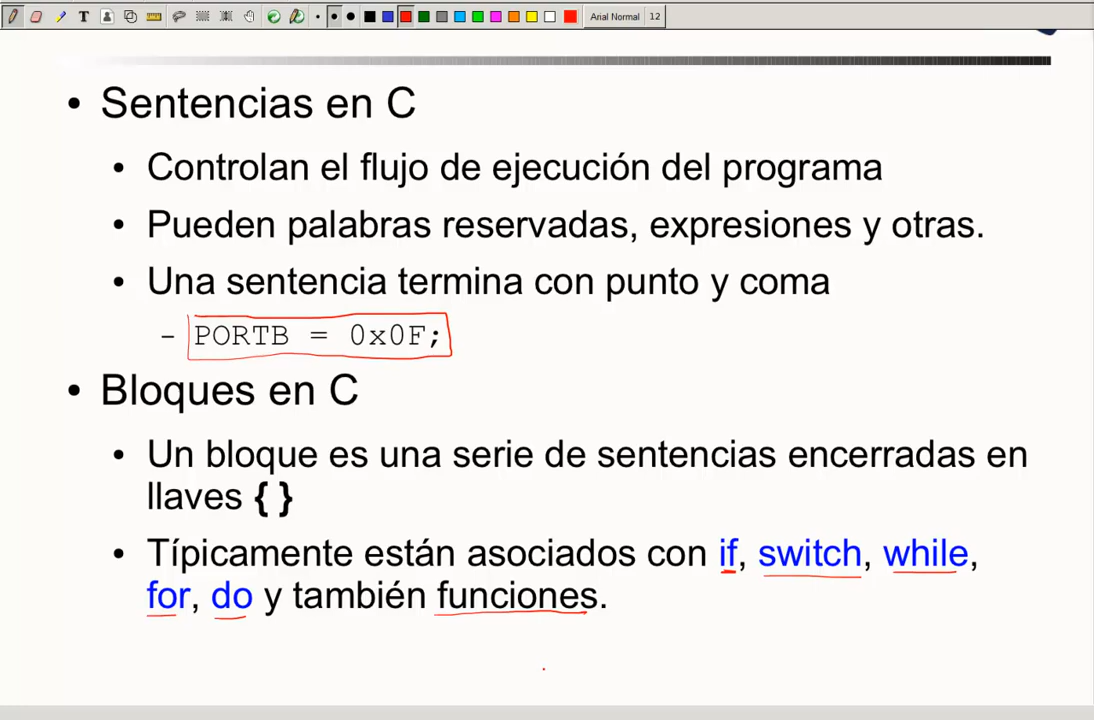 T Arial Normal 12
• Sentencias en C
• Controlan el flujo de ejecución del programa
• Pueden palabras reservadas, expresiones y otras.
• Una sentencia termina con punto y coma
– PORTB = 0x0F;
• Bloques en C
• Un bloque es una serie de sentencias encerradas en
llaves { }
• Típicamente están asociados con if, switch, while,
for, do y también funciones.